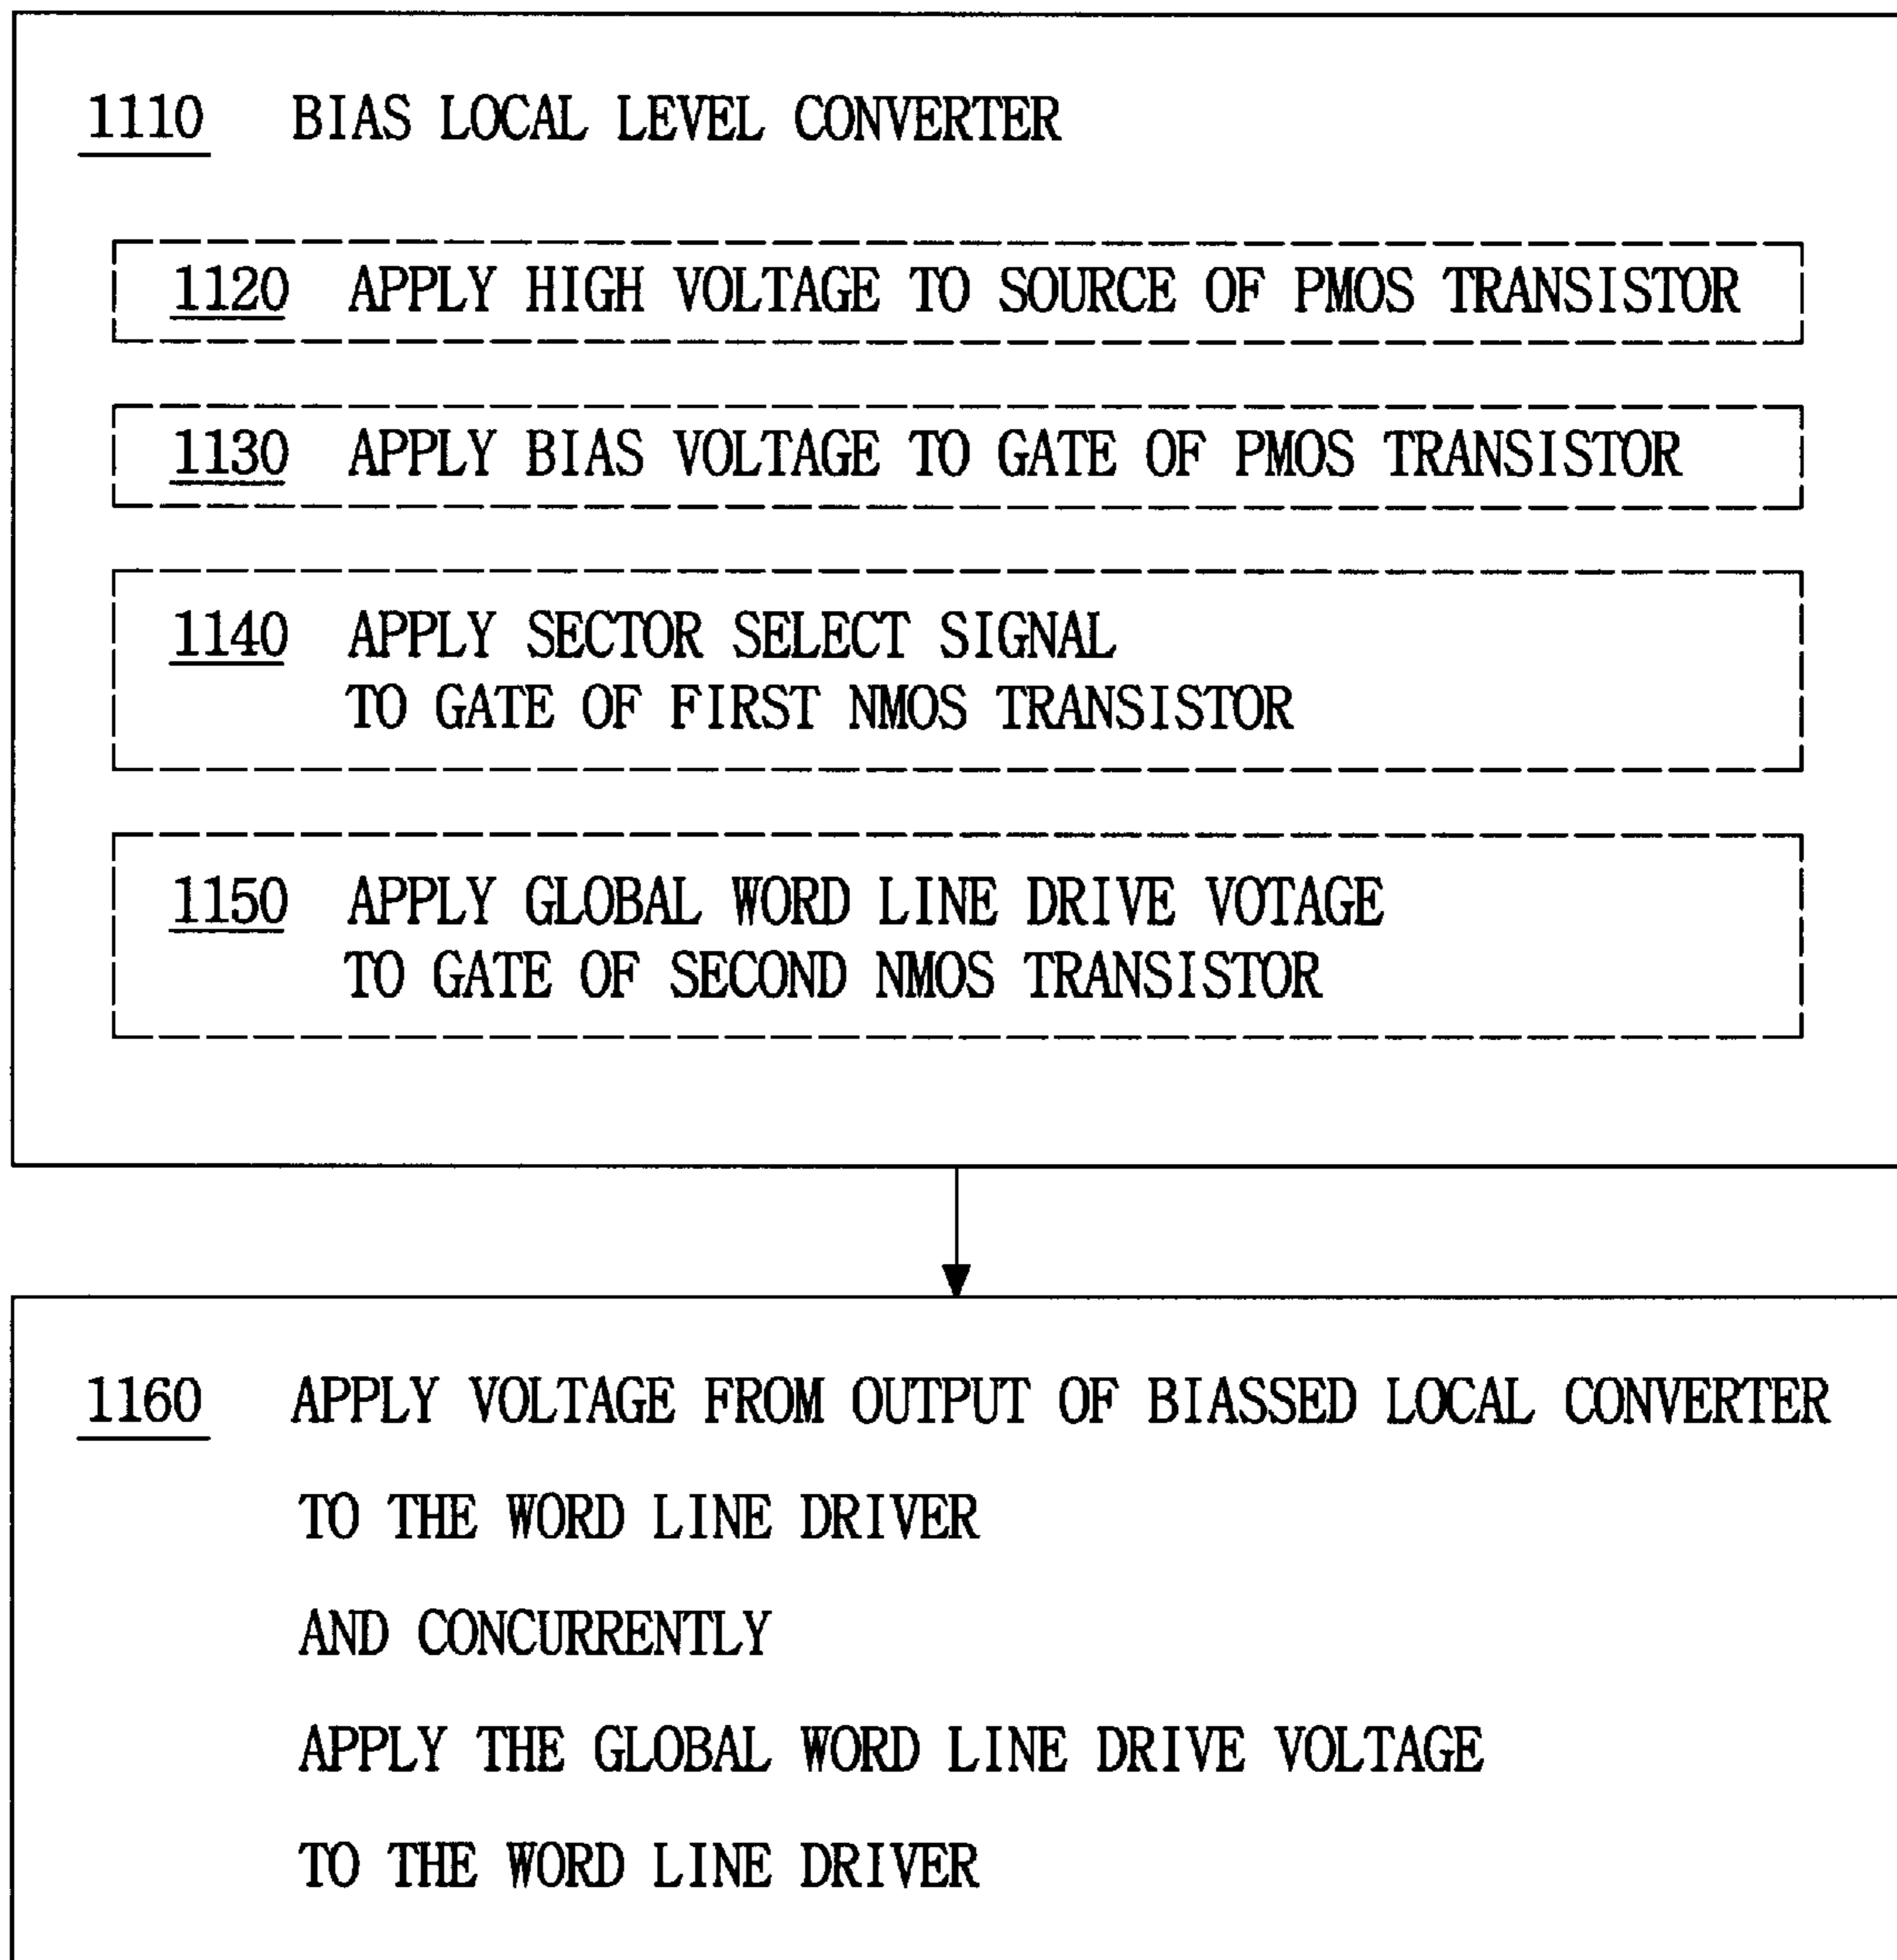 1110 BIAS LOCAL LEVEL CONVERTER
1120 APPLY HIGH VOLTAGE TO SOURCE OF PMOS TRANSISTOR
1130 APPLY BIAS VOLTAGE TO GATE OF PMOS TRANSISTOR
1140 APPLY SECTOR SELECT SIGNAL
TO GATE OF FIRST NMOS TRANSISTOR
1150 APPLY GLOBAL WORD LINE DRIVE VOTAGE
TO GATE OF SECOND NMOS TRANSISTOR
1160 APPLY VOLTAGE FROM OUTPUT OF BIASSED LOCAL CONVERTER
TO THE WORD LINE DRIVER
AND CONCURRENTLY
APPLY THE GLOBAL WORD LINE DRIVE VOLTAGE
TO THE WORD LINE DRIVER